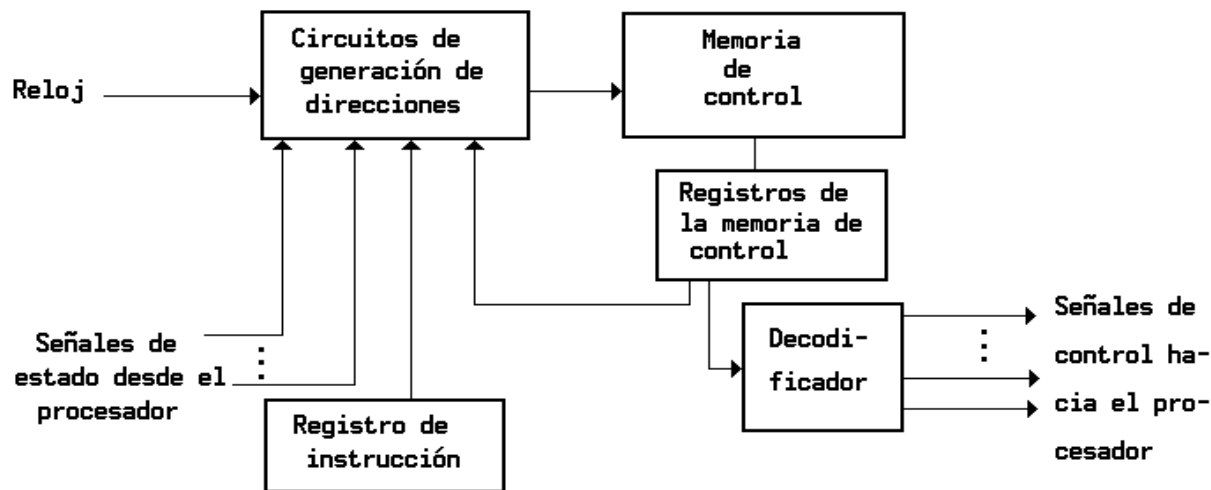 Circuitos de
generación de
direcciones
Memoria
de
control
Reloj
Registros de
la memoria de
control
Señales de
estado desde el
procesador
Decodi-
ficador
Señales de
control ha-
cia el pro-
cesador
Registro de
instrucción